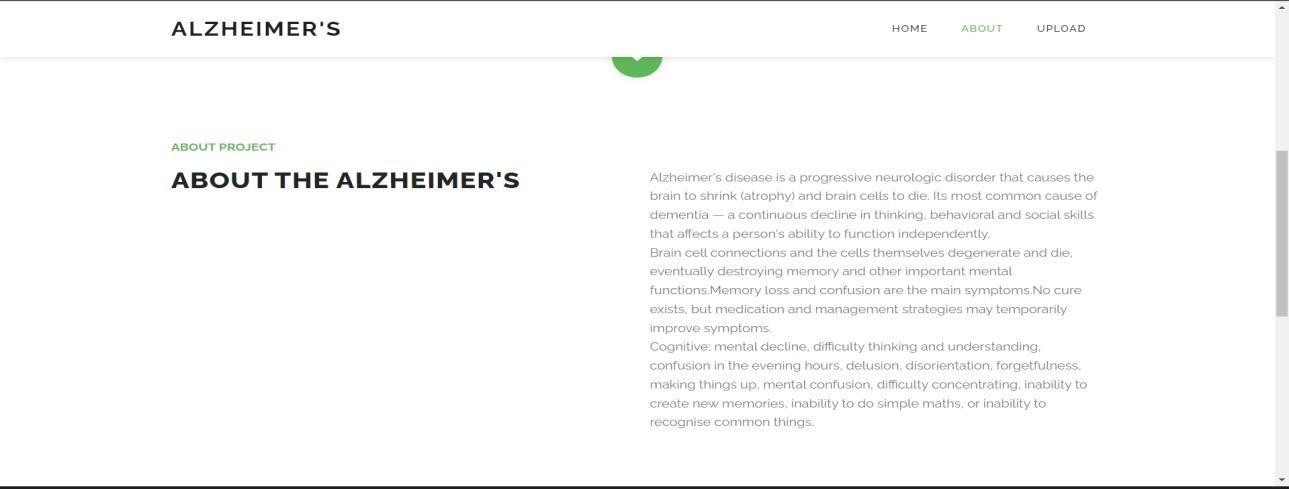 ALZHEIMER'S
HOME ABOUT UPLOAD
ABOUT PROJECT
ABOUT THE ALZHEIMER'S
Alzheimer's disease is a progressive neurologic disorder that causes the
brain to shrink (atrophy) and brain cells to die. Its most common cause of
dementia — a continuous decline in thinking, behavioral and social skills
that affects a person's ability to function independently.
Brain cell connections and the cells themselves degenerate and die,
eventually destroying memory and other important mental
functions.Memory loss and confusion are the main symptoms.No cure
exists, but medication and management strategies may temporarily
improve symptoms.
Cognitive: mental decline, difficulty thinking and understanding,
confusion in the evening hours, delusion, disorientation, forgetfulness,
making things up, mental confusion, difficulty concentrating, inability to
create new memories, inability to do simple maths, or inability to
recognise common things.